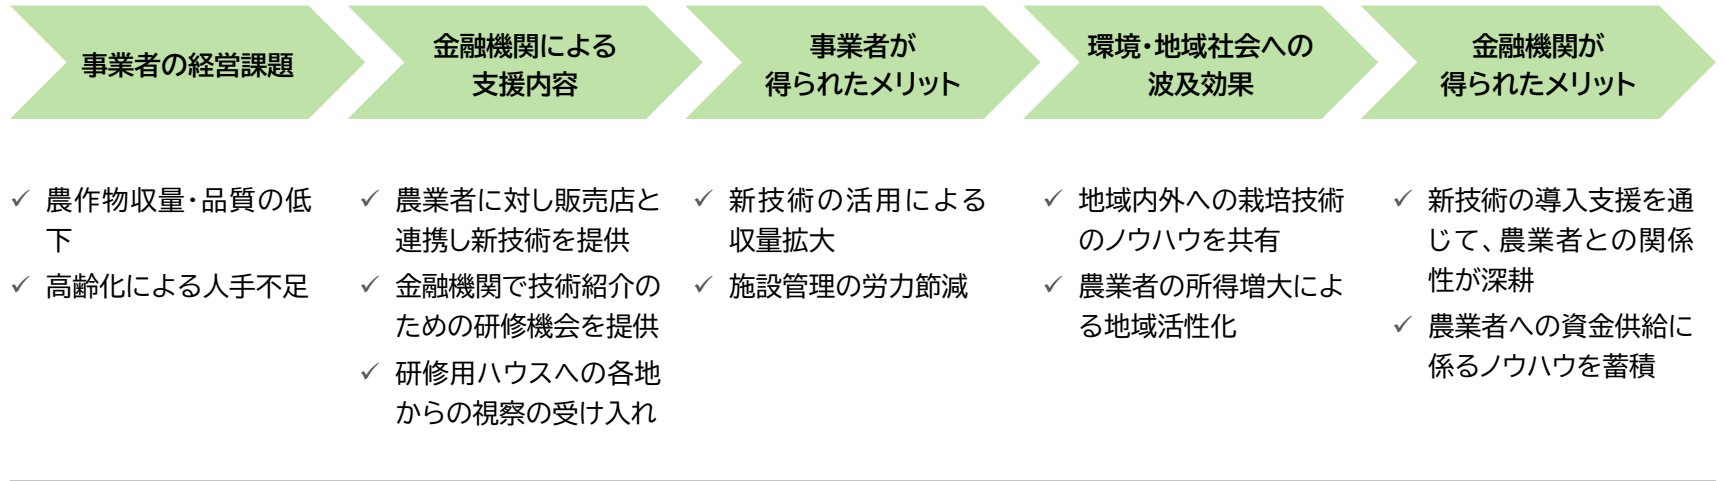 事業者の経営課題
金融機関による
支援内容
事業者が
得られたメリット
環境・地域社会への
波及効果
金融機関が
得られたメリット
✓ 農作物収量・品質の低
下
✓ 高齢化による人手不足
✓ 農業者に対し販売店と
連携し新技術を提供
✓ 金融機関で技術紹介の
ための研修機会を提供
✓ 研修用ハウスへの各地
からの視察の受け入れ
✓ 新技術の活用による
収量拡大
✓ 施設管理の労力節減
✓ 地域内外への栽培技術
のノウハウを共有
✓ 農業者の所得増大によ
る地域活性化
✓ 新技術の導入支援を通
じて、農業者との関係
性が深耕
✓ 農業者への資金供給に
係るノウハウを蓄積